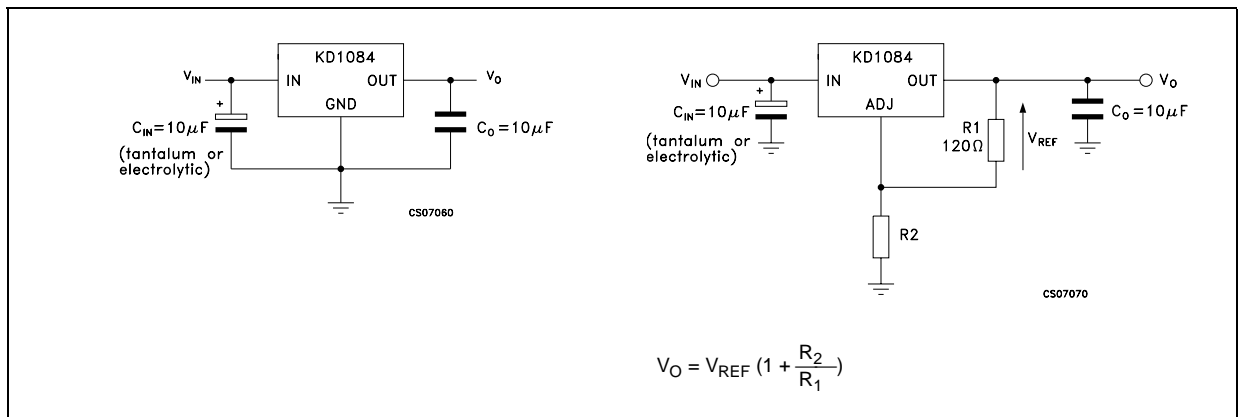 KD1084
V_IN
IN
OUT
V_O
GND
+
C_IN=10μF
(tantalum or
electrolytic)
C_O=10μF
CS07060
KD1084
V_IN
IN
OUT
V_O
ADJ
+
C_IN=10μF
(tantalum or
electrolytic)
R1
120Ω
V_REF
C_O=10μF
R2
CS07070
V_O = V_REF (1 + R_2/R_1)